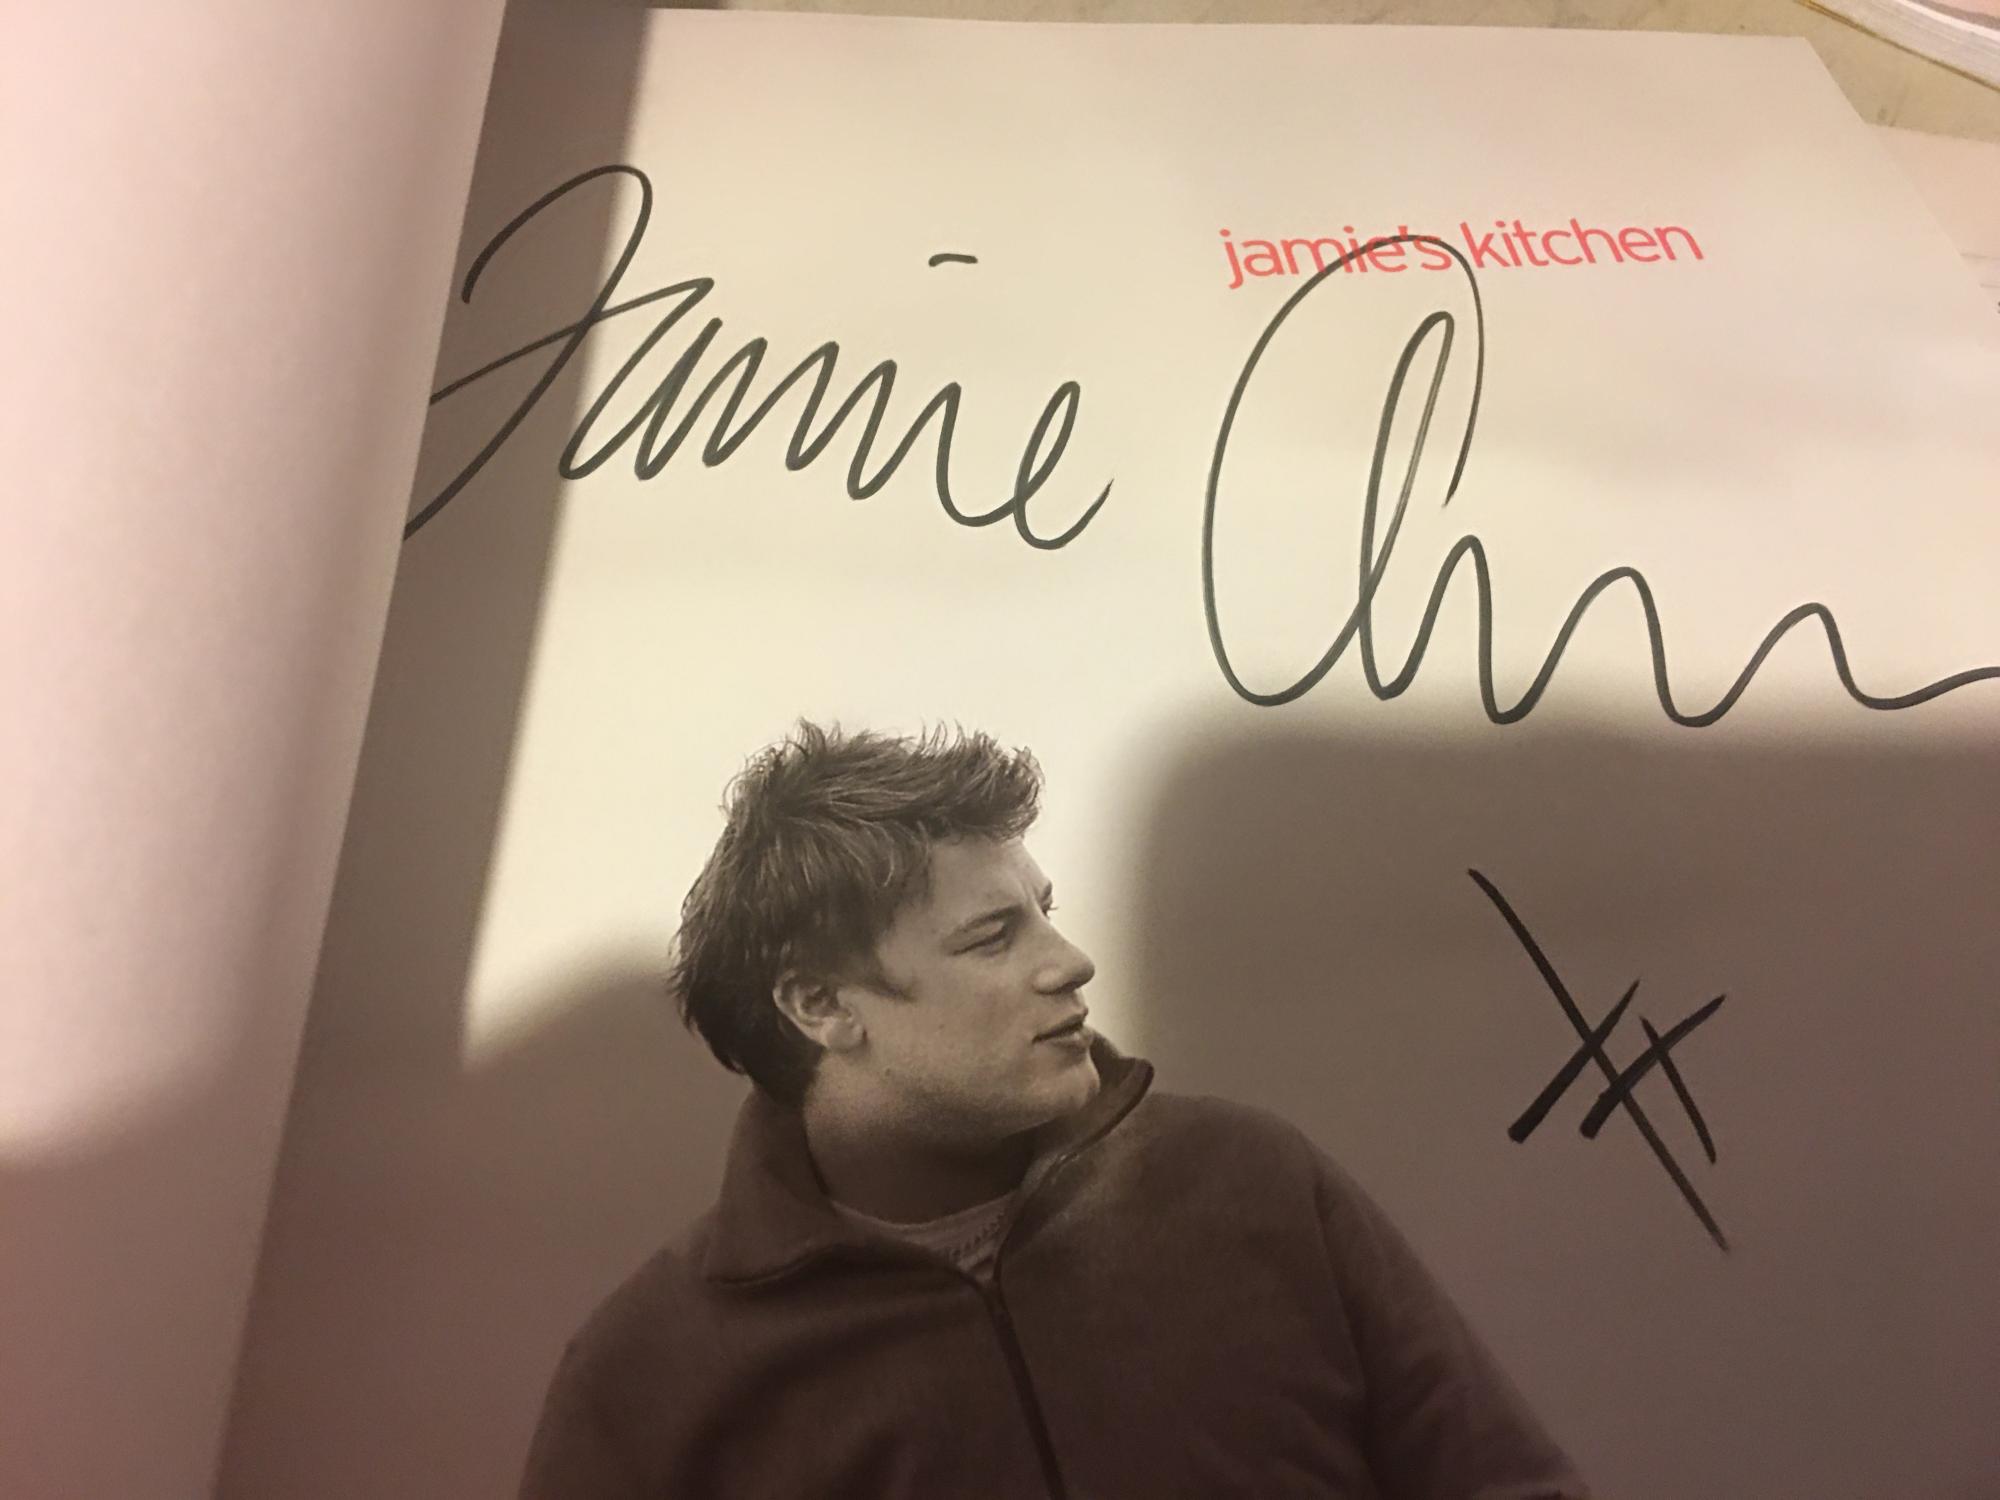 jamie's kitchen
Jamie O
xx